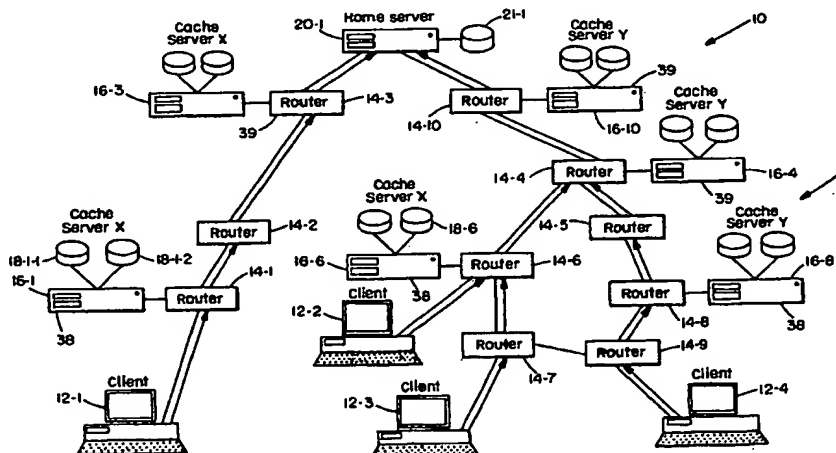 Home server
20-1
21-1
Cache
Server X
Cache
Server Y
10
16-3
Router
14-3
39
Router
14-10
39
16-10
Cache
Server Y
Router
14-4
39
16-4
Cache
Server X
18-1-1
18-1-2
16-1
38
Router
14-2
Router
14-1
Cache
Server X
18-6
16-6
38
Router
14-6
Router
14-5
Cache
Server Y
16-8
38
Router
14-8
Client
12-2
Router
14-7
Router
14-9
Client
12-1
Client
12-3
Client
12-4